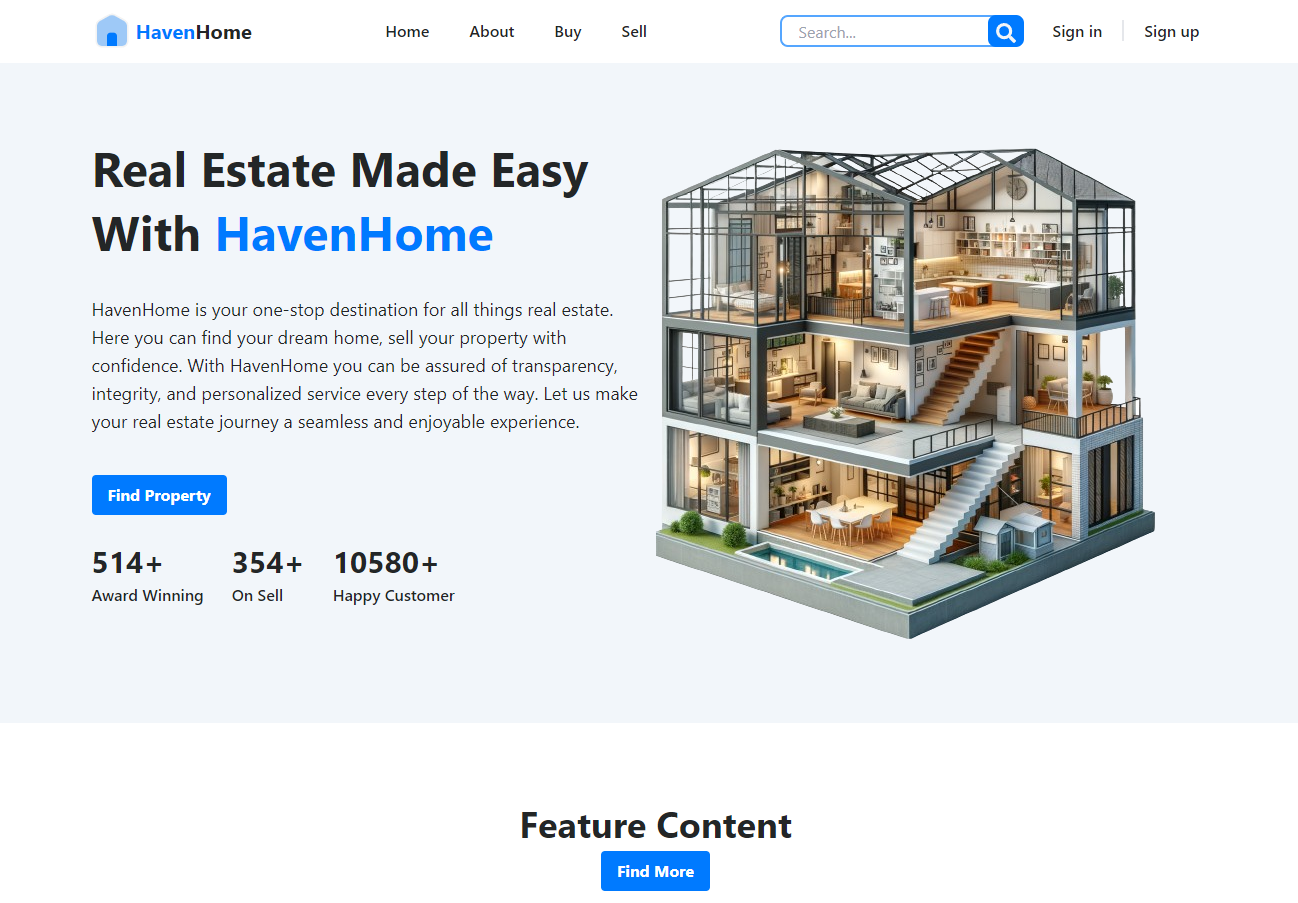 HavenHome
Home About Buy Sell
Search...
Sign in Sign up
Real Estate Made Easy
With HavenHome
HavenHome is your one-stop destination for all things real estate.
Here you can find your dream home, sell your property with
confidence. With HavenHome you can be assured of transparency,
integrity, and personalized service every step of the way. Let us make
your real estate journey a seamless and enjoyable experience.
Find Property
514+ 354+ 10580+
Award Winning On Sell Happy Customer
Feature Content
Find More